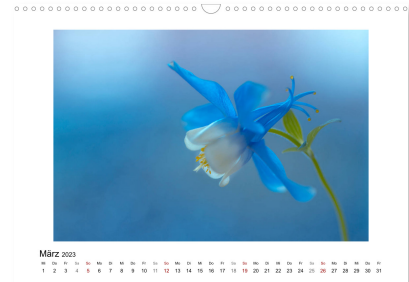 März 2023
Mi Do Fr Sa So Mo Di Mi Do Fr Sa So Mo Di Mi Do Fr Sa So Mo Di Mi Do Fr Sa So Mo Di Mi Do Fr
1 2 3 4 5 6 7 8 9 10 11 12 13 14 15 16 17 18 19 20 21 22 23 24 25 26 27 28 29 30 31